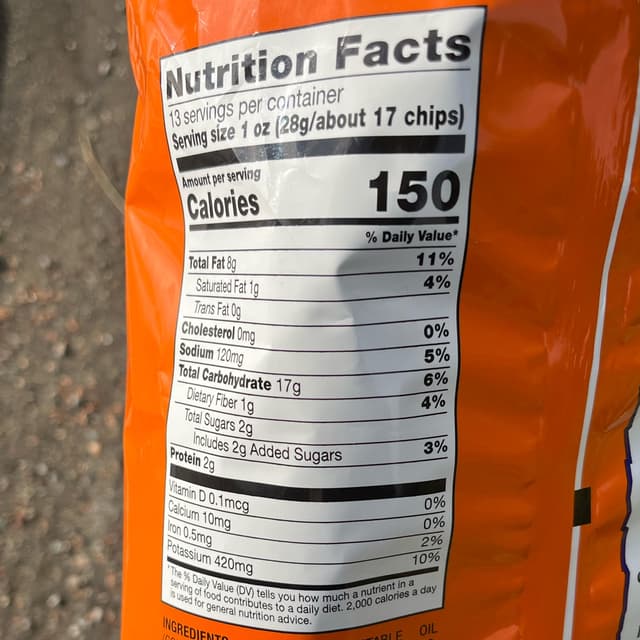 Nutrition Facts
13 servings per container
Serving size 1 oz (28g/about 17 chips)
Amount per serving
Calories 150
% Daily Value*
Total Fat 8g 11%
Saturated Fat 1g 4%
Trans Fat 0g
Cholesterol 0mg 0%
Sodium 120mg 5%
Total Carbohydrate 17g 6%
Dietary Fiber 1g 4%
Total Sugars 2g
Includes 2g Added Sugars 3%
Protein 2g
Vitamin D 0.1mcg 0%
Calcium 10mg 0%
Iron 0.5mg 2%
Potassium 420mg 10%
*The % Daily Value (DV) tells you how much a nutrient in a
serving of food contributes to a daily diet. 2,000 calories a day
is used for general nutrition advice.
OIL